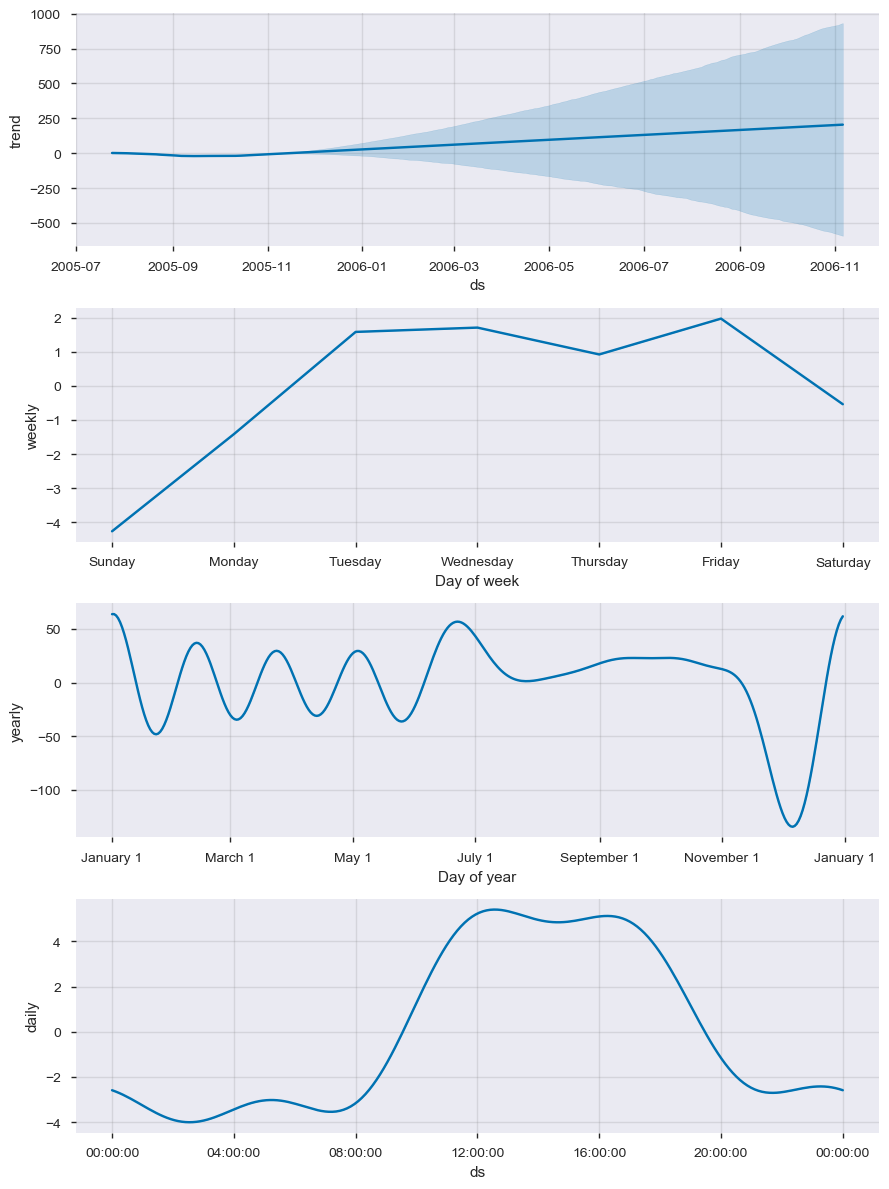 1000
750
500
250
0
−250
−500
trend
2005-07 2005-09 2005-11 2006-01 2006-03 2006-05 2006-07 2006-09 2006-11
ds
2
1
0
−1
−2
−3
−4
weekly
Sunday Monday Tuesday Wednesday Thursday Friday Saturday
Day of week
50
0
−50
−100
yearly
January 1 March 1 May 1 July 1 September 1 November 1 January 1
Day of year
4
2
0
−2
−4
daily
00:00:00 04:00:00 08:00:00 12:00:00 16:00:00 20:00:00 00:00:00
ds